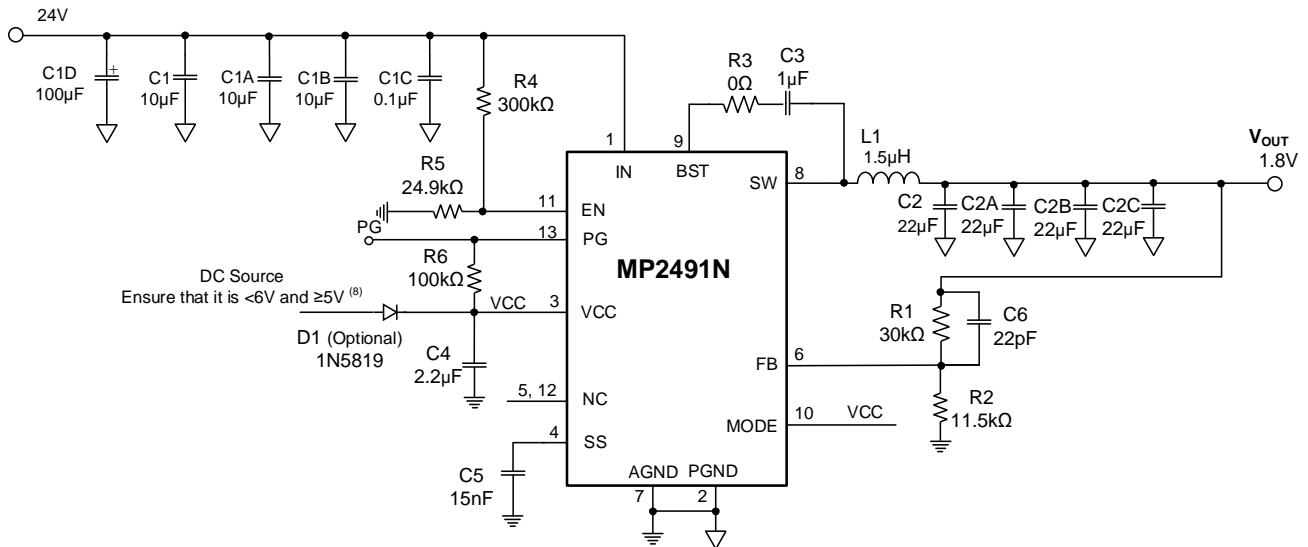 24V
C1D
100µF
+
C1
10µF
C1A
10µF
C1B
10µF
C1C
0.1µF
R4
300kΩ
R3
0Ω
C3
1µF
1
9
IN
BST
SW
8
L1
1.5µH
VOUT
1.8V
C2
22µF
C2A
22µF
C2B
22µF
C2C
22µF
R5
24.9kΩ
11
EN
PG
13
PG
R6
100kΩ
MP2491N
DC Source
Ensure that it is <6V and ≥5V (8)
VCC
3
VCC
D1 (Optional)
1N5819
C4
2.2µF
R1
30kΩ
C6
22pF
FB
6
5, 12
NC
R2
11.5kΩ
MODE
10
VCC
4
SS
C5
15nF
AGND
PGND
7
2